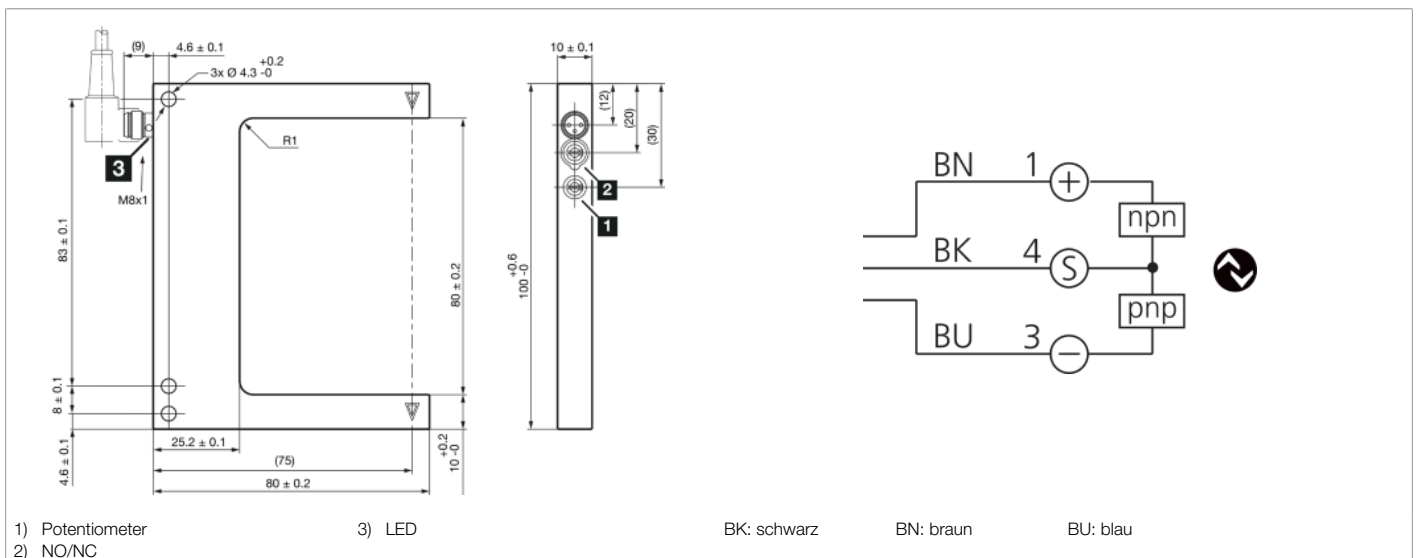 (9)
4.6 ± 0.1
+0.2
3x Ø 4.3 -0
R1
3
M8x1
83 ± 0.1
80 ± 0.2
8 ± 0.1
4.6 ± 0.1
25.2 ± 0.1
(75)
80 ± 0.2
+0.2
10 -0
10 ± 0.1
(12)
(20)
(30)
2
1
+0.6
100 -0
BN 1 +
npn
BK 4 S
pnp
BU 3 −
1) Potentiometer 3) LED BK: schwarz BN: braun BU: blau
2) NO/NC